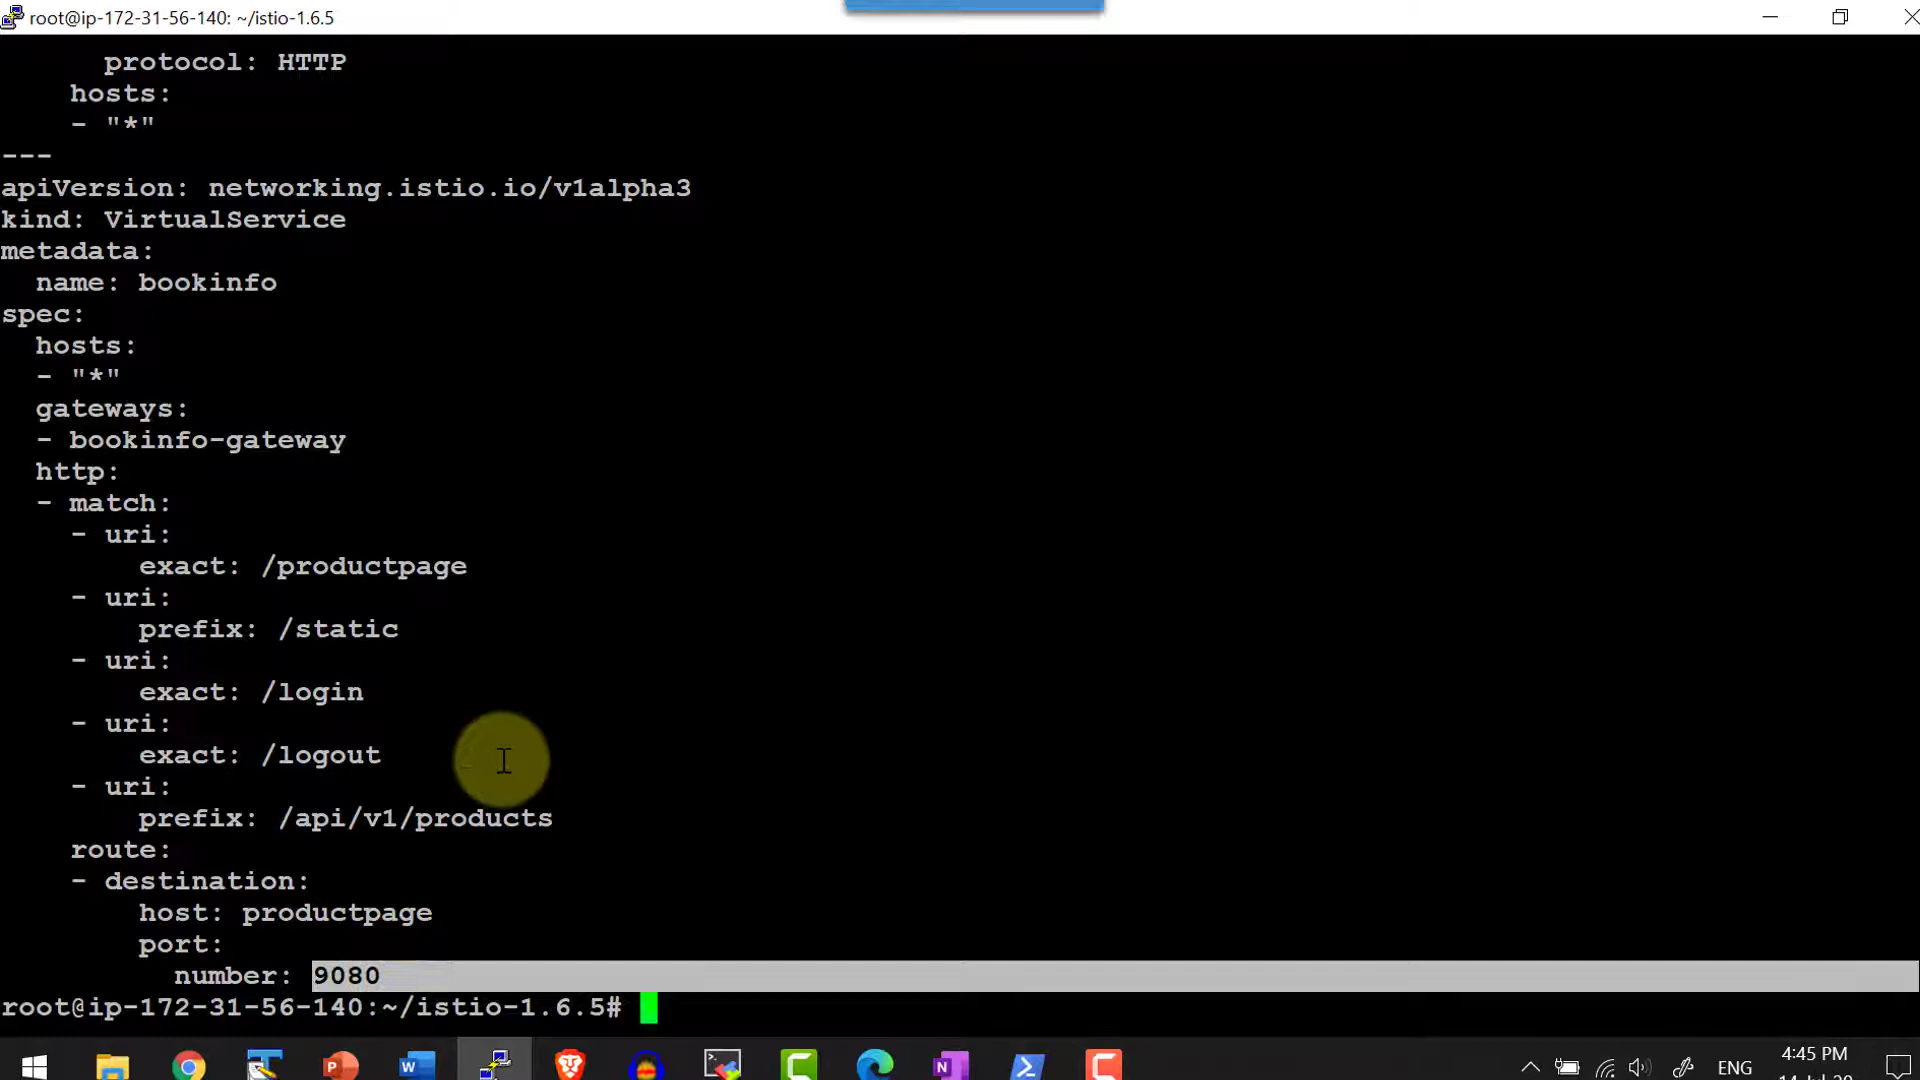 root@ip-172-31-56-140: ~/istio-1.6.5
protocol: HTTP
hosts:
- "*"
---
apiVersion: networking.istio.io/v1alpha3
kind: VirtualService
metadata:
name: bookinfo
spec:
hosts:
- "*"
gateways:
- bookinfo-gateway
http:
- match:
- uri:
exact: /productpage
- uri:
prefix: /static
- uri:
exact: /login
- uri:
exact: /logout
- uri:
prefix: /api/v1/products
route:
- destination:
host: productpage
port:
number: 9080
root@ip-172-31-56-140:~/istio-1.6.5#
ENG
4:45 PM